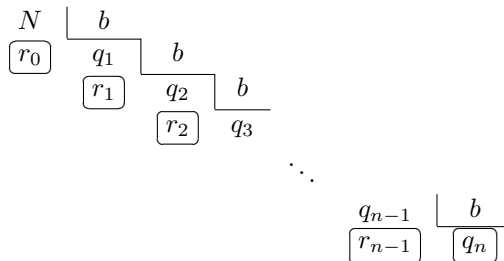 N b
r₀ q₁ b
r₁ q₂ b
r₂ q₃
⋱
qₙ₋₁ b
rₙ₋₁ qₙ